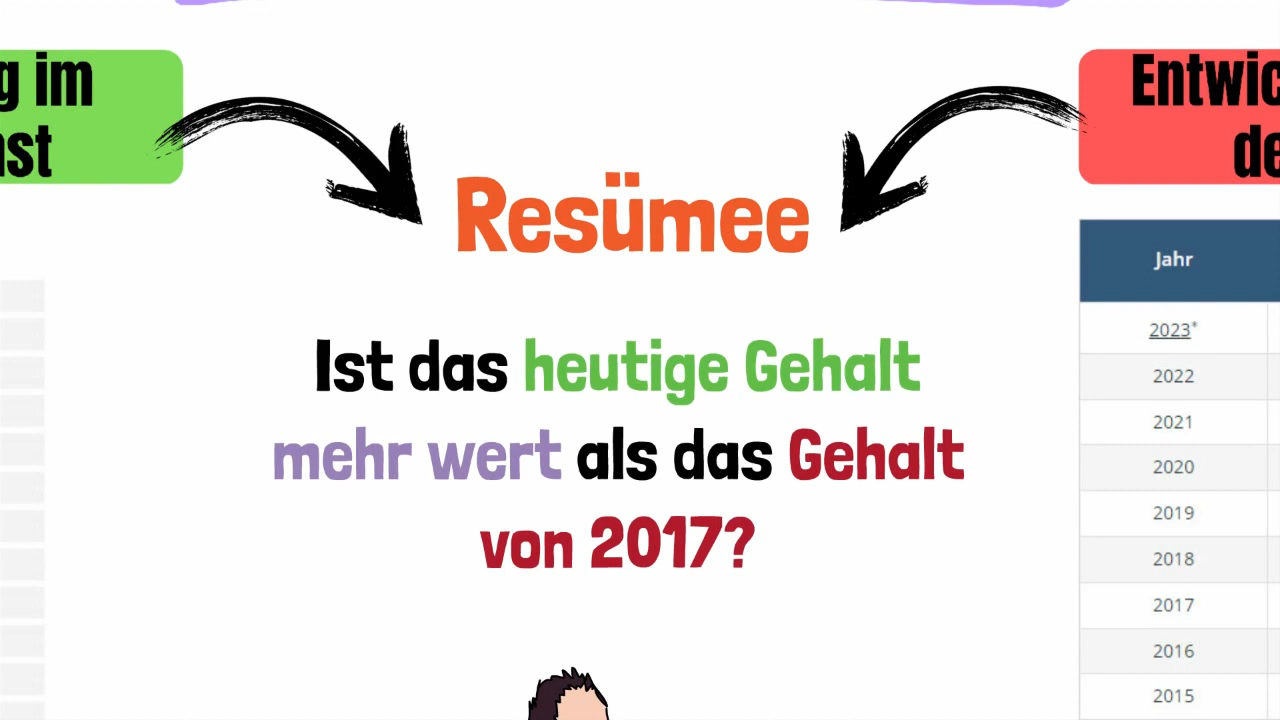 im
Entwic
de
Resümee
Ist das heutige Gehalt
mehr wert als das Gehalt
von 2017?
Jahr
2023*
2022
2021
2020
2019
2018
2017
2016
2015